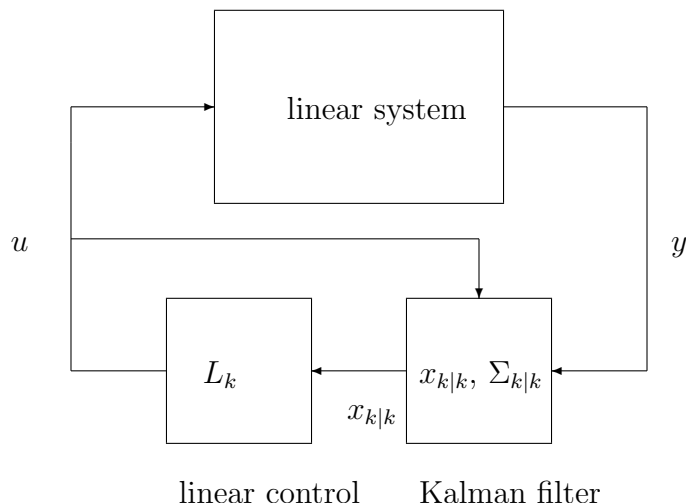 linear system
u
y
L_k
x_{k|k}, Σ_{k|k}
x_{k|k}
linear control
Kalman filter